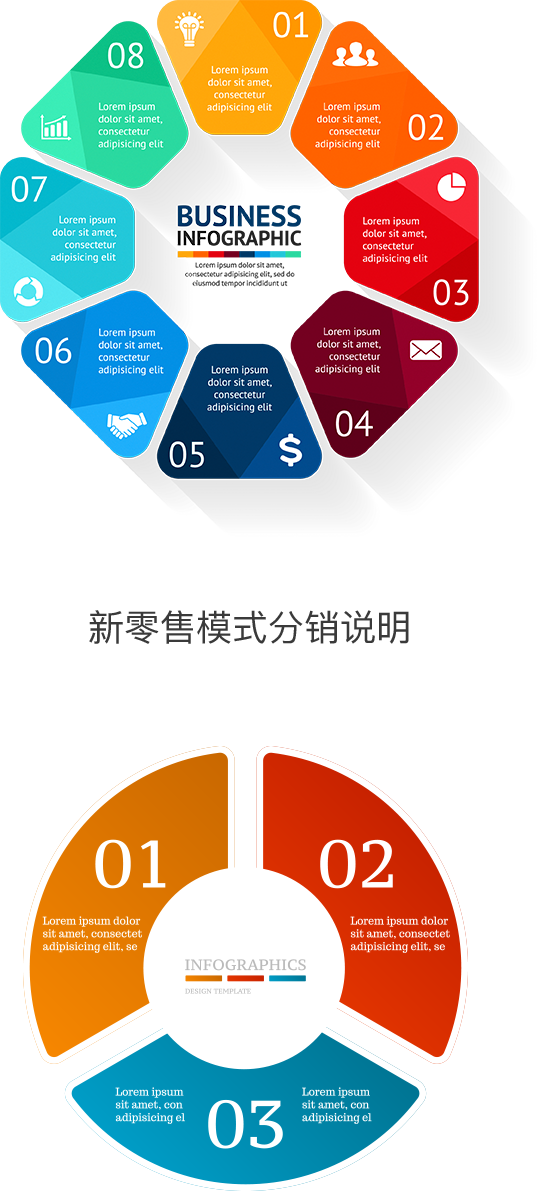 01
Lorem ipsum
dolor sit amet,
consectetur
adipisicing elit
02
Lorem ipsum
dolor sit amet,
consectetur
adipisicing elit
03
Lorem ipsum
dolor sit amet,
consectetur
adipisicing elit
04
Lorem ipsum
dolor sit amet,
consectetur
adipisicing elit
05
Lorem ipsum
dolor sit amet,
consectetur
adipisicing elit
$
06
Lorem ipsum
dolor sit amet,
consectetur
adipisicing elit
07
Lorem ipsum
dolor sit amet,
consectetur
adipisicing elit
08
Lorem ipsum
dolor sit amet,
consectetur
adipisicing elit
BUSINESS
INFOGRAPHIC
Lorem ipsum dolor sit amet,
consectetur adipisicing elit, sed do
eiusmod tempor incididunt ut
新零售模式分销说明
01
Lorem ipsum dolor
sit amet, consectet
adipisicing elit, se
02
Lorem ipsum dolor
sit amet, consectet
adipisicing elit, se
INFOGRAPHICS
DESIGN TEMPLATE
Lorem ipsum
sit amet, con
adipisicing el
03
Lorem ipsum
sit amet, con
adipisicing el